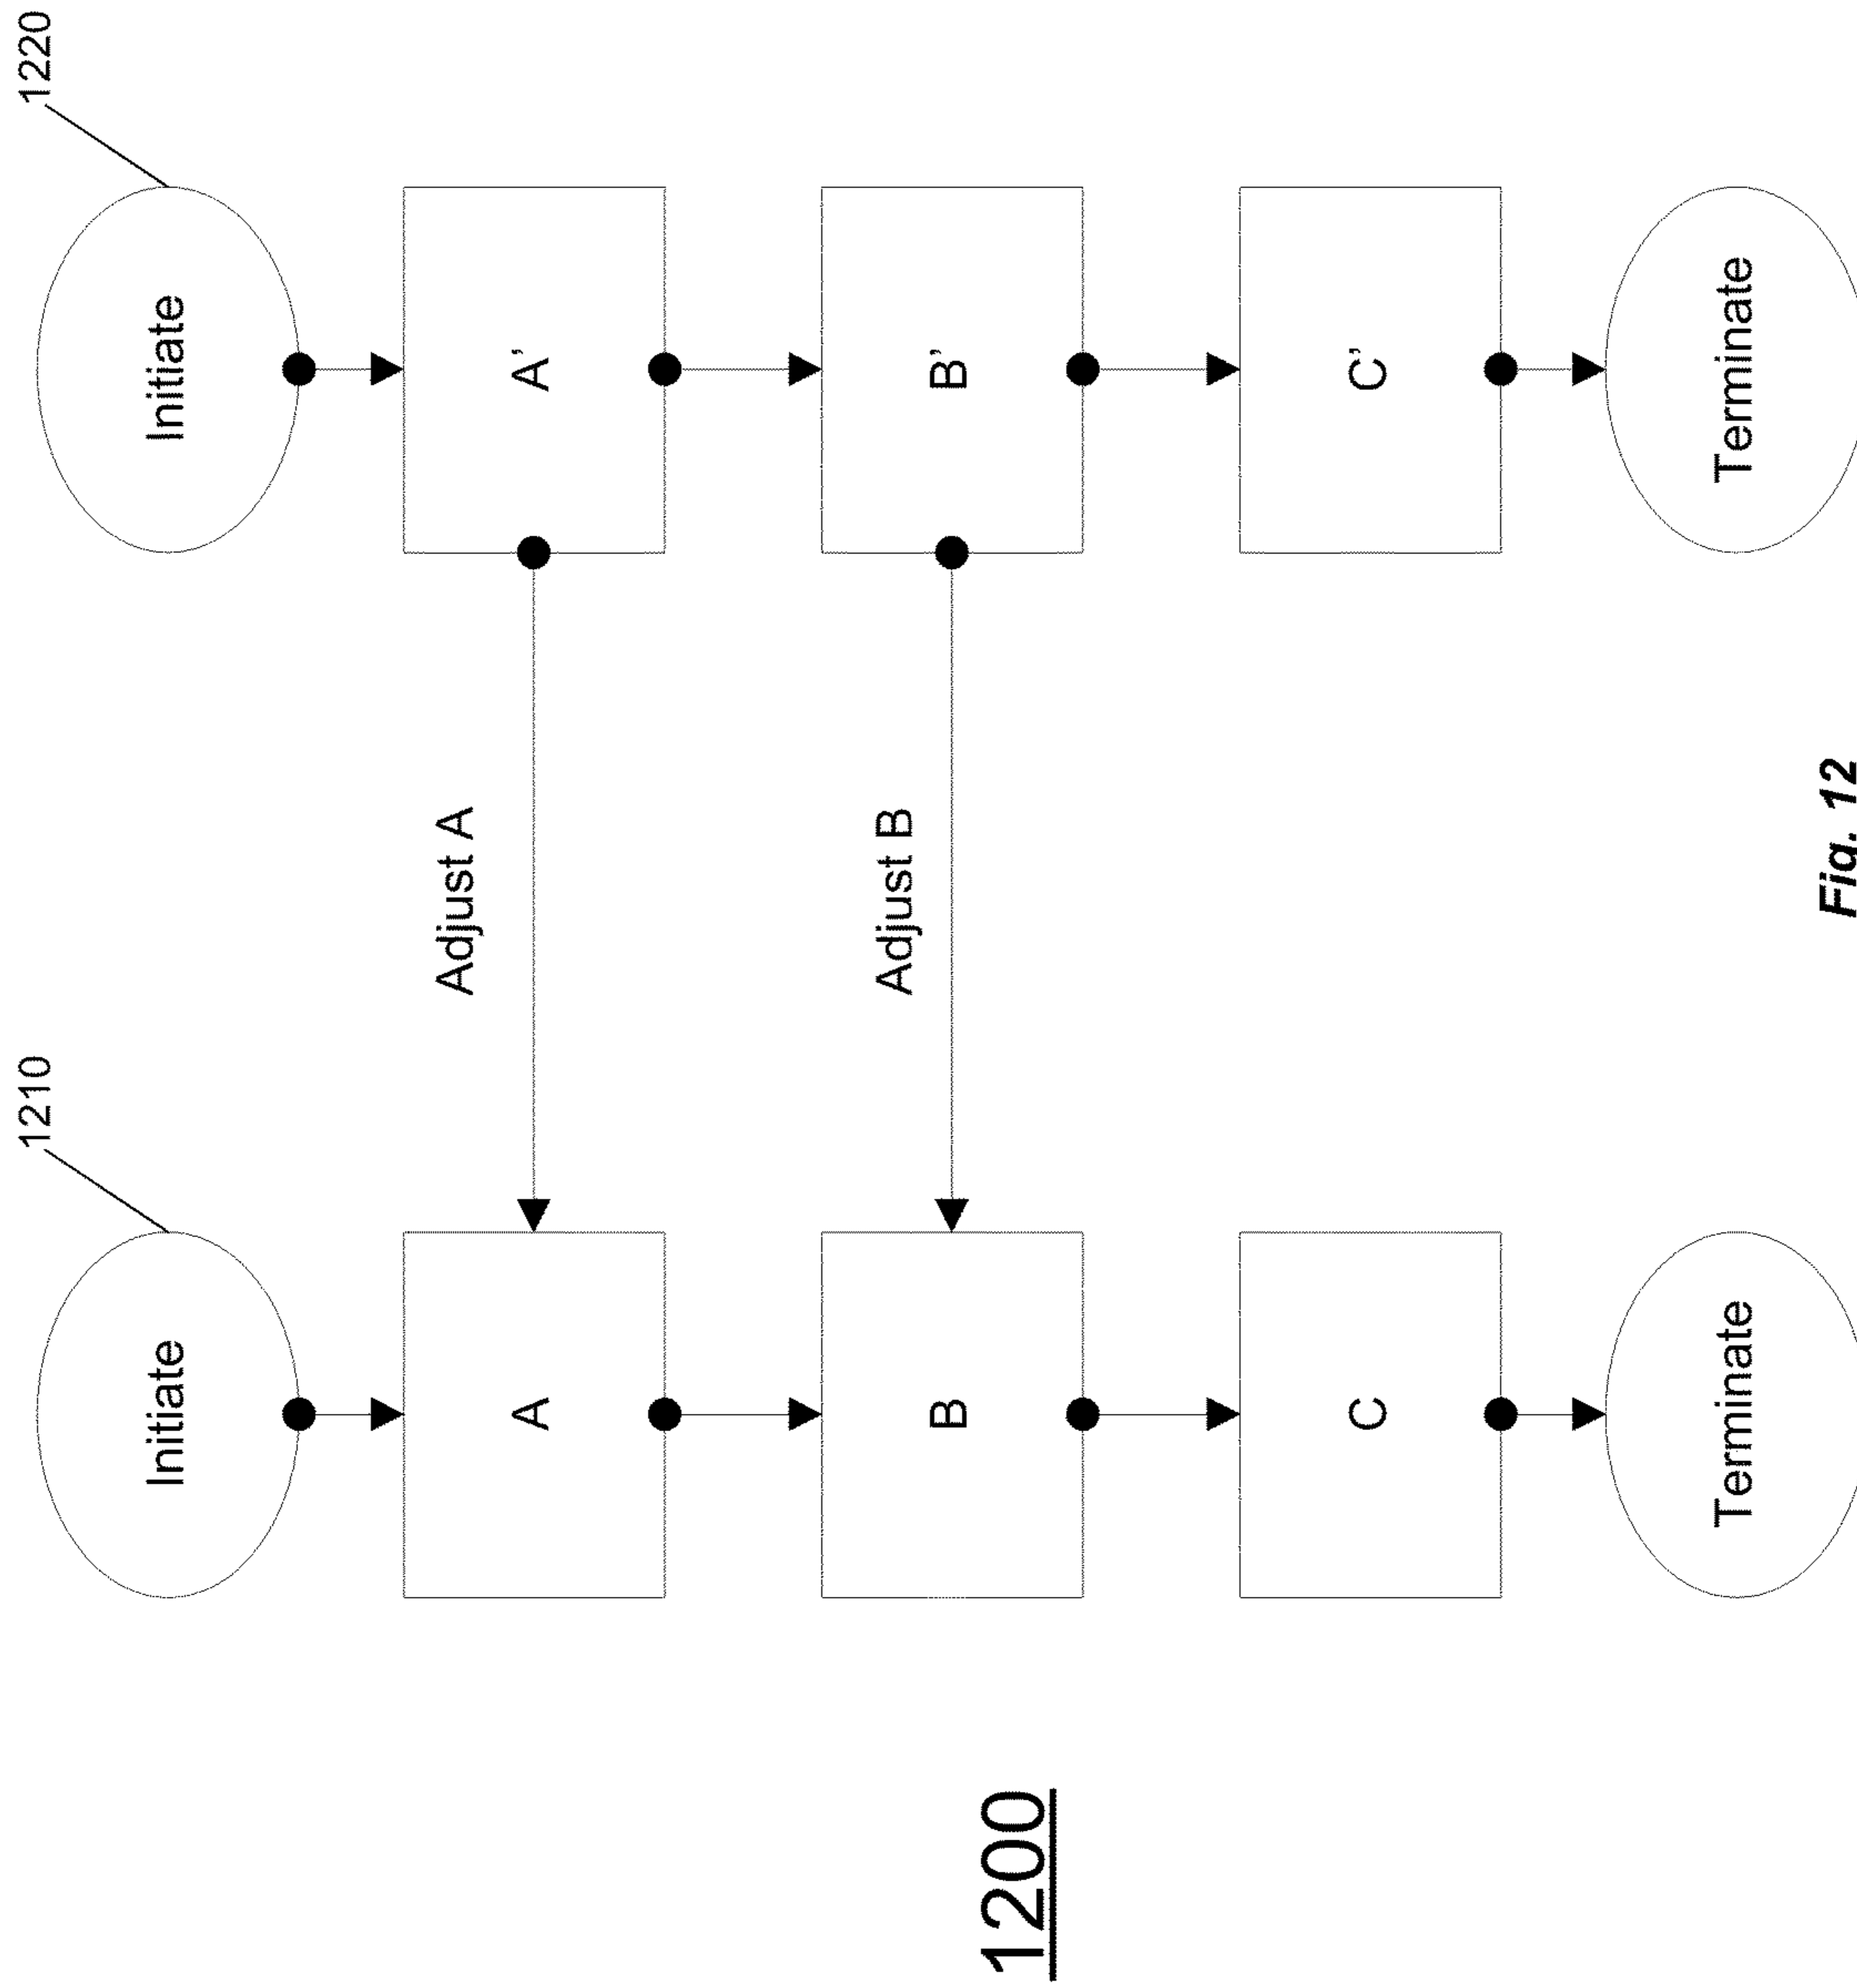 1210
1220
Initiate
Initiate
Adjust A
A
A'
Adjust B
B
B'
1200
C
C'
Terminate
Terminate
Fig. 12